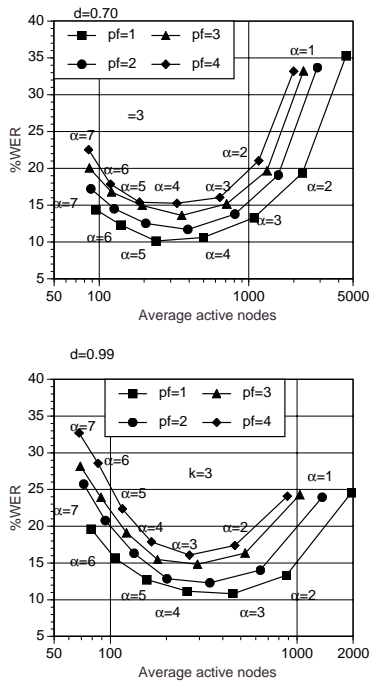 d=0.70
40
pf=1
pf=3
α=1
35
pf=2
pf=4
30
=3
25
α=7
α=2
20
α=6
α=5
α=4
α=3
α=2
15
α=7
α=3
α=6
10
α=5
α=4
5
%WER
50
100
1000
5000
Average active nodes
d=0.99
40
pf=1
pf=3
35
pf=2
pf=4
α=7
30
α=6
k=3
α=1
25
α=5
α=7
α=4
α=2
20
α=3
15
α=6
α=5
α=2
10
α=4
α=3
5
%WER
50
100
1000
2000
Average active nodes